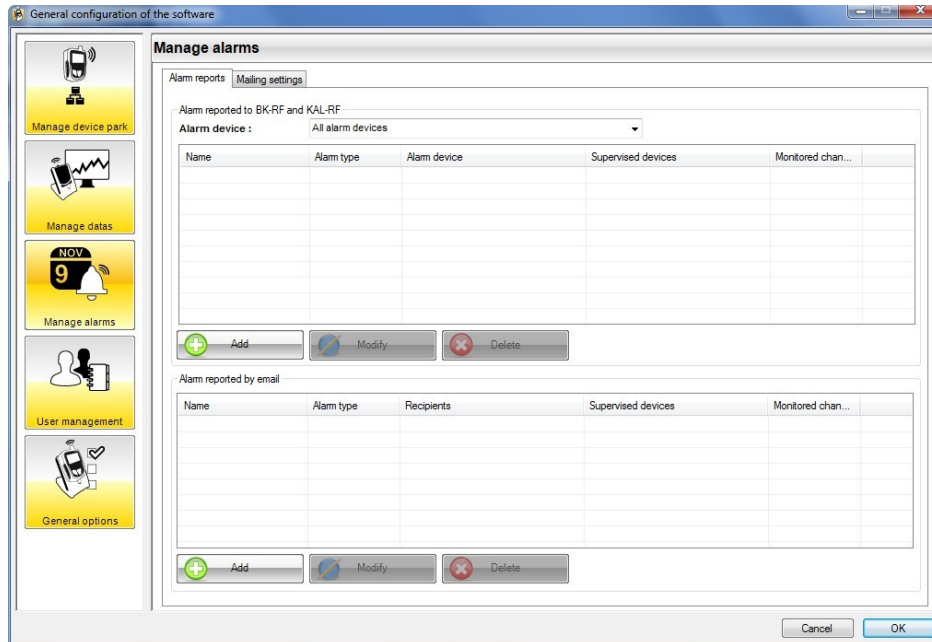 General configuration of the software
Manage device park
Manage datas
NOV
9
Manage alarms
User management
General options
Manage alarms
Alarm reports Mailing settings
Alarm reported to BK-RF and KAL-RF
Alarm device : All alarm devices
Name Alarm type Alarm device Supervised devices Monitored chan...
Add Modify Delete
Alarm reported by email
Name Alarm type Recipients Supervised devices Monitored chan...
Add Modify Delete
Cancel OK